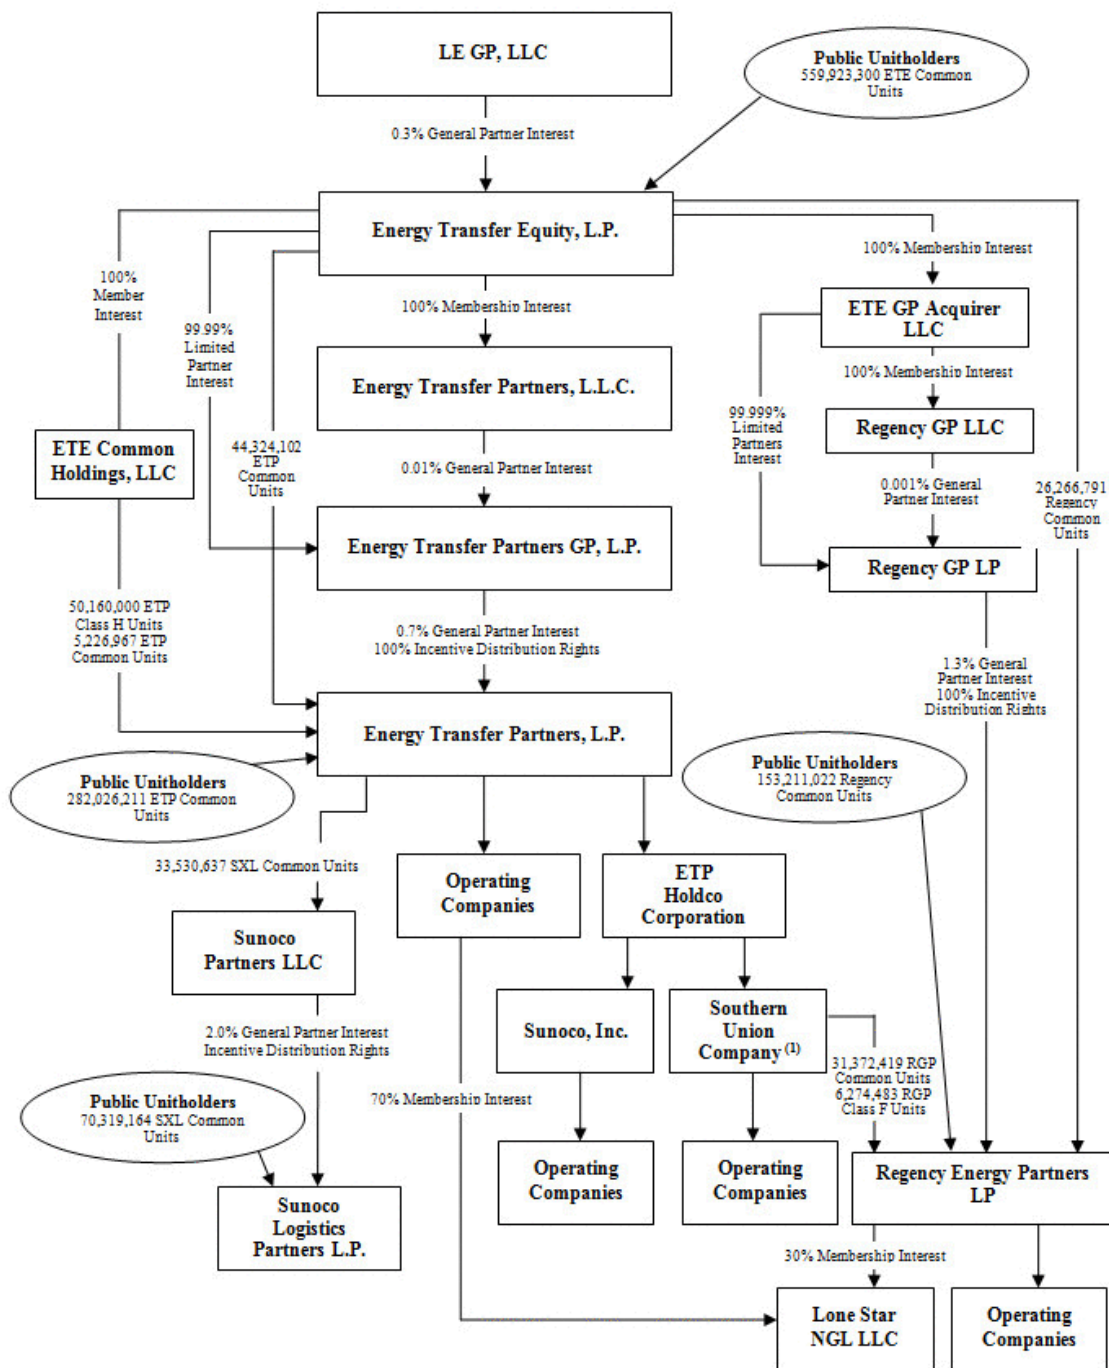 LE GP, LLC
Public Unitholders
559,923,300 ETE Common
Units
0.3% General Partner Interest
Energy Transfer Equity, L.P.
100%
Member
Interest
99.99%
Limited
Partner
Interest
100% Membership Interest
100% Membership Interest
ETE GP Acquirer
LLC
Energy Transfer Partners, L.L.C.
100% Membership Interest
99.999%
Limited
Partners
Interest
Regency GP LLC
ETE Common
Holdings, LLC
44,324,102
ETP
Common
Units
0.01% General Partner Interest
0.001% General
Partner Interest
26,266,791
Regency
Common
Units
Energy Transfer Partners GP, L.P.
Regency GP LP
50,160,000 ETP
Class H Units
5,226,967 ETP
Common Units
0.7% General Partner Interest
100% Incentive Distribution Rights
1.3% General
Partner Interest
100% Incentive
Distribution Rights
Energy Transfer Partners, L.P.
Public Unitholders
282,026,211 ETP Common
Units
Public Unitholders
153,211,022 Regency
Common Units
33,530,637 SXL Common Units
Operating
Companies
ETP
Holdco
Corporation
Sunoco
Partners LLC
Sunoco, Inc.
Southern
Union
Company (1)
2.0% General Partner Interest
Incentive Distribution Rights
31,372,419 RGP
Common Units
6,274,483 RGP
Class F Units
70% Membership Interest
Public Unitholders
70,319,164 SXL Common
Units
Operating
Companies
Operating
Companies
Regency Energy Partners
LP
Sunoco
Logistics
Partners L.P.
30% Membership Interest
Lone Star
NGL LLC
Operating
Companies